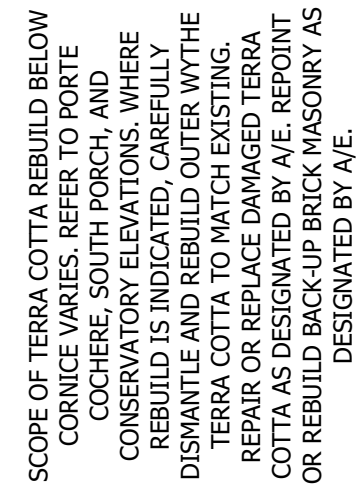 SCOPE OF TERRA COTTA REBUILD BELOW
CORNICE VARIES. REFER TO PORTE
COCHERE, SOUTH PORCH, AND
CONSERVATORY ELEVATIONS. WHERE
REBUILD IS INDICATED, CAREFULLY
DISMANTLE AND REBUILD OUTER WYTHE
TERRA COTTA TO MATCH EXISTING.
REPAIR OR REPLACE DAMAGED TERRA
COTTA AS DESIGNATED BY A/E. REPOINT
OR REBUILD BACK-UP BRICK MASONRY AS
DESIGNATED BY A/E.